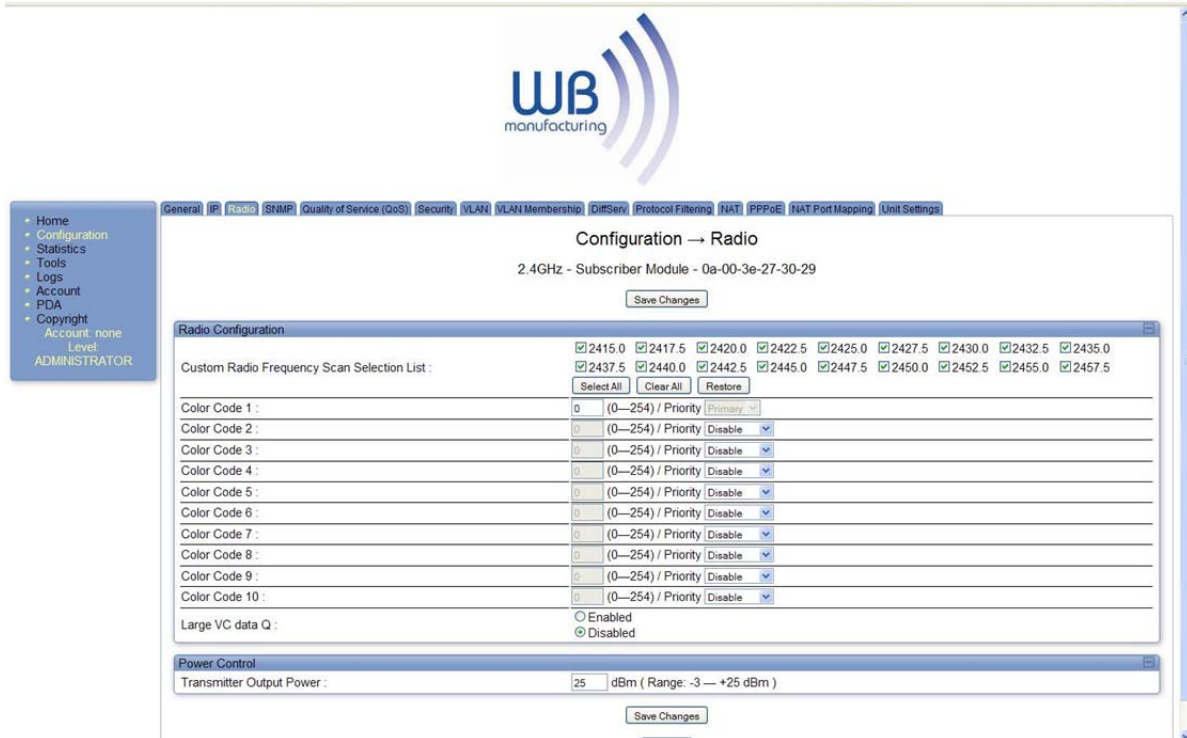 WB
manufacturing
General IP Radio SNMP Quality of Service (QoS) Security VLAN VLAN Membership DiffServ Protocol Filtering NAT PPPoE NAT Port Mapping Unit Settings
Home
Configuration
Statistics
Tools
Logs
Account
PDA
Copyright
Account: none
Level:
ADMINISTRATOR
Configuration → Radio
2.4GHz - Subscriber Module - 0a-00-3e-27-30-29
Save Changes
Radio Configuration
Custom Radio Frequency Scan Selection List :
2415.0 2417.5 2420.0 2422.5 2425.0 2427.5 2430.0 2432.5 2435.0
2437.5 2440.0 2442.5 2445.0 2447.5 2450.0 2452.5 2455.0 2457.5
Select All Clear All Restore
Color Code 1 : 0 (0—254) / Priority Primary
Color Code 2 : 0 (0—254) / Priority Disable
Color Code 3 : 0 (0—254) / Priority Disable
Color Code 4 : 0 (0—254) / Priority Disable
Color Code 5 : 0 (0—254) / Priority Disable
Color Code 6 : 0 (0—254) / Priority Disable
Color Code 7 : 0 (0—254) / Priority Disable
Color Code 8 : 0 (0—254) / Priority Disable
Color Code 9 : 0 (0—254) / Priority Disable
Color Code 10 : 0 (0—254) / Priority Disable
Large VC data Q :
Enabled
Disabled
Power Control
Transmitter Output Power : 25 dBm ( Range: -3 — +25 dBm )
Save Changes